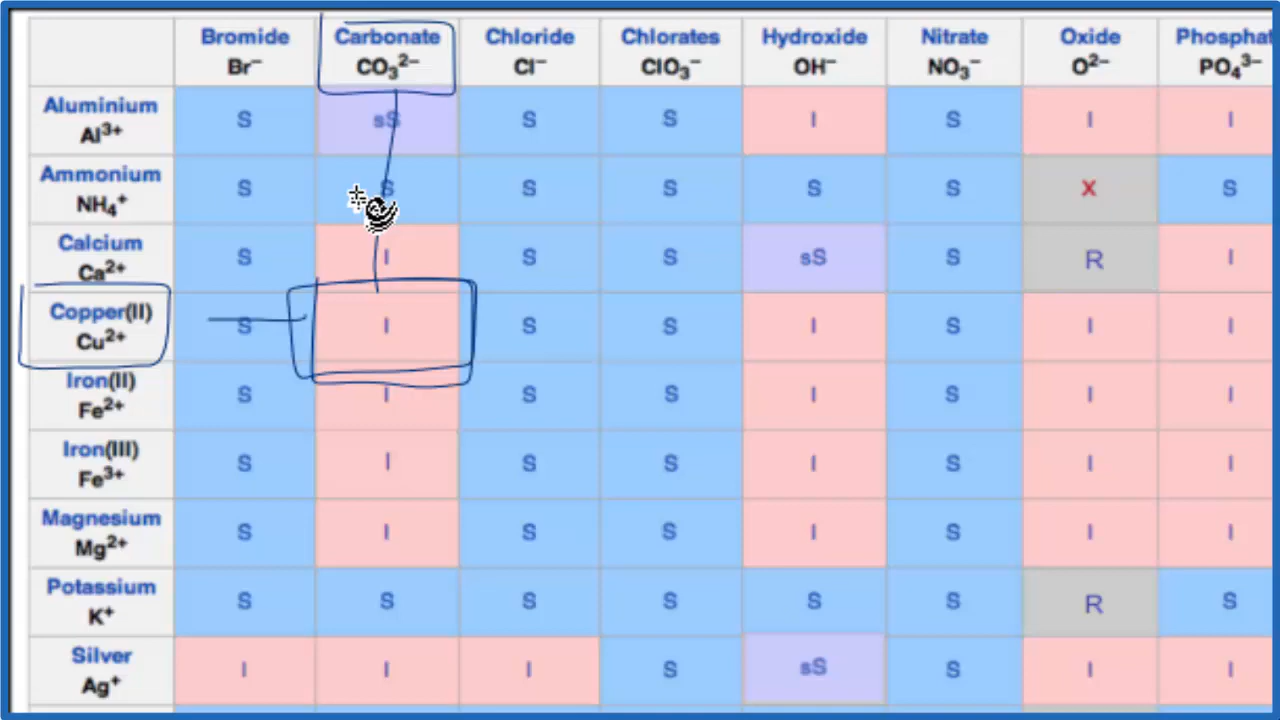 Bromide Carbonate Chloride Chlorates Hydroxide Nitrate Oxide Phosphat
Br⁻ CO₃²⁻ Cl⁻ ClO₃⁻ OH⁻ NO₃⁻ O²⁻ PO₄³⁻
Aluminium
Al³⁺
S sS S S I S I I
Ammonium
NH₄⁺
S S S S S S X S
Calcium
Ca²⁺
S I S S sS S R I
Copper(II)
Cu²⁺
S I S S I S I I
Iron(II)
Fe²⁺
S I S S I S I I
Iron(III)
Fe³⁺
S I S S I S I I
Magnesium
Mg²⁺
S I S S I S I I
Potassium
K⁺
S S S S S S R S
Silver
Ag⁺
I I I S sS S I I